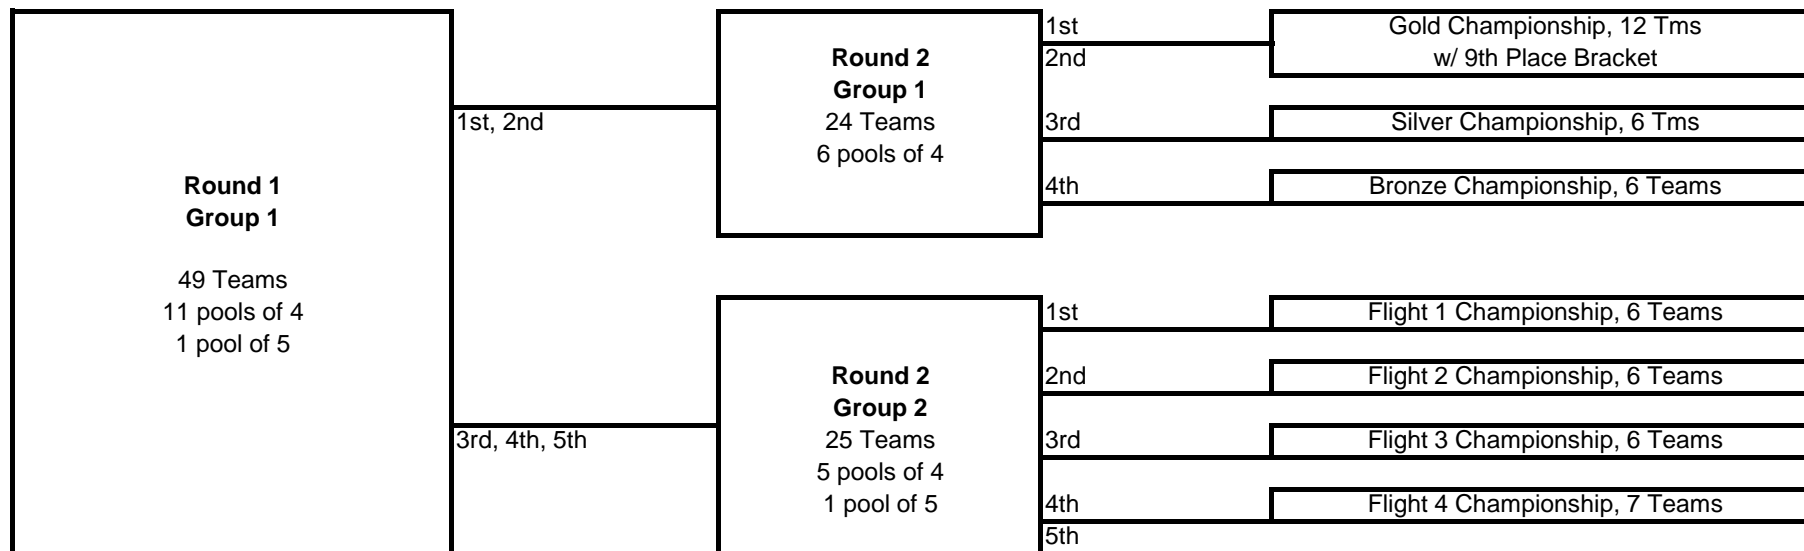 Round 1
Group 1
49 Teams
11 pools of 4
1 pool of 5
1st, 2nd
3rd, 4th, 5th
Round 2
Group 1
24 Teams
6 pools of 4
1st
2nd
3rd
4th
Gold Championship, 12 Tms
w/ 9th Place Bracket
Silver Championship, 6 Tms
Bronze Championship, 6 Teams
Round 2
Group 2
25 Teams
5 pools of 4
1 pool of 5
1st
2nd
3rd
4th
5th
Flight 1 Championship, 6 Teams
Flight 2 Championship, 6 Teams
Flight 3 Championship, 6 Teams
Flight 4 Championship, 7 Teams